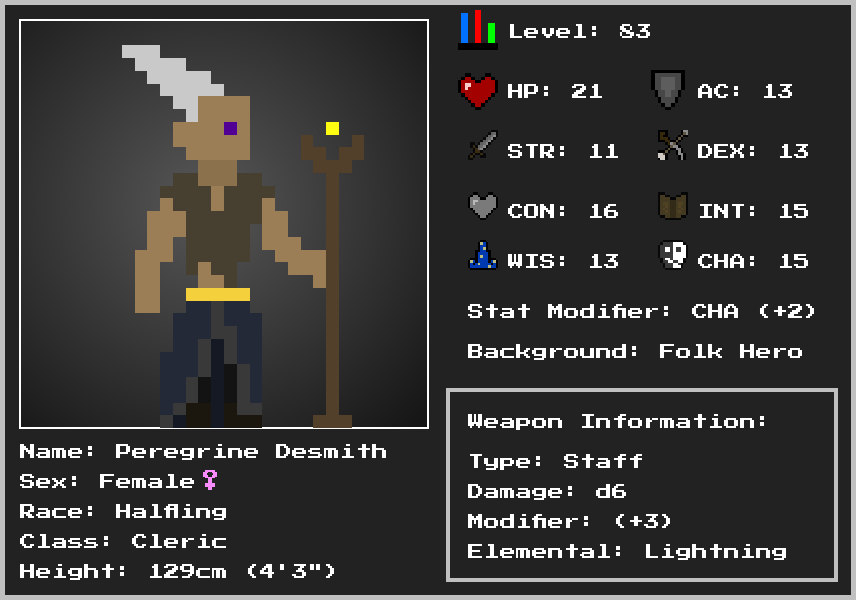 Level: 83
HP: 21
AC: 13
STR: 11
DEX: 13
CON: 16
INT: 15
WIS: 13
CHA: 15
Stat Modifier: CHA (+2)
Background: Folk Hero
Weapon Information:
Type: Staff
Damage: d6
Modifier: (+3)
Elemental: Lightning
Name: Peregrine Desmith
Sex: Female♀
Race: Halfling
Class: Cleric
Height: 129cm (4'3")